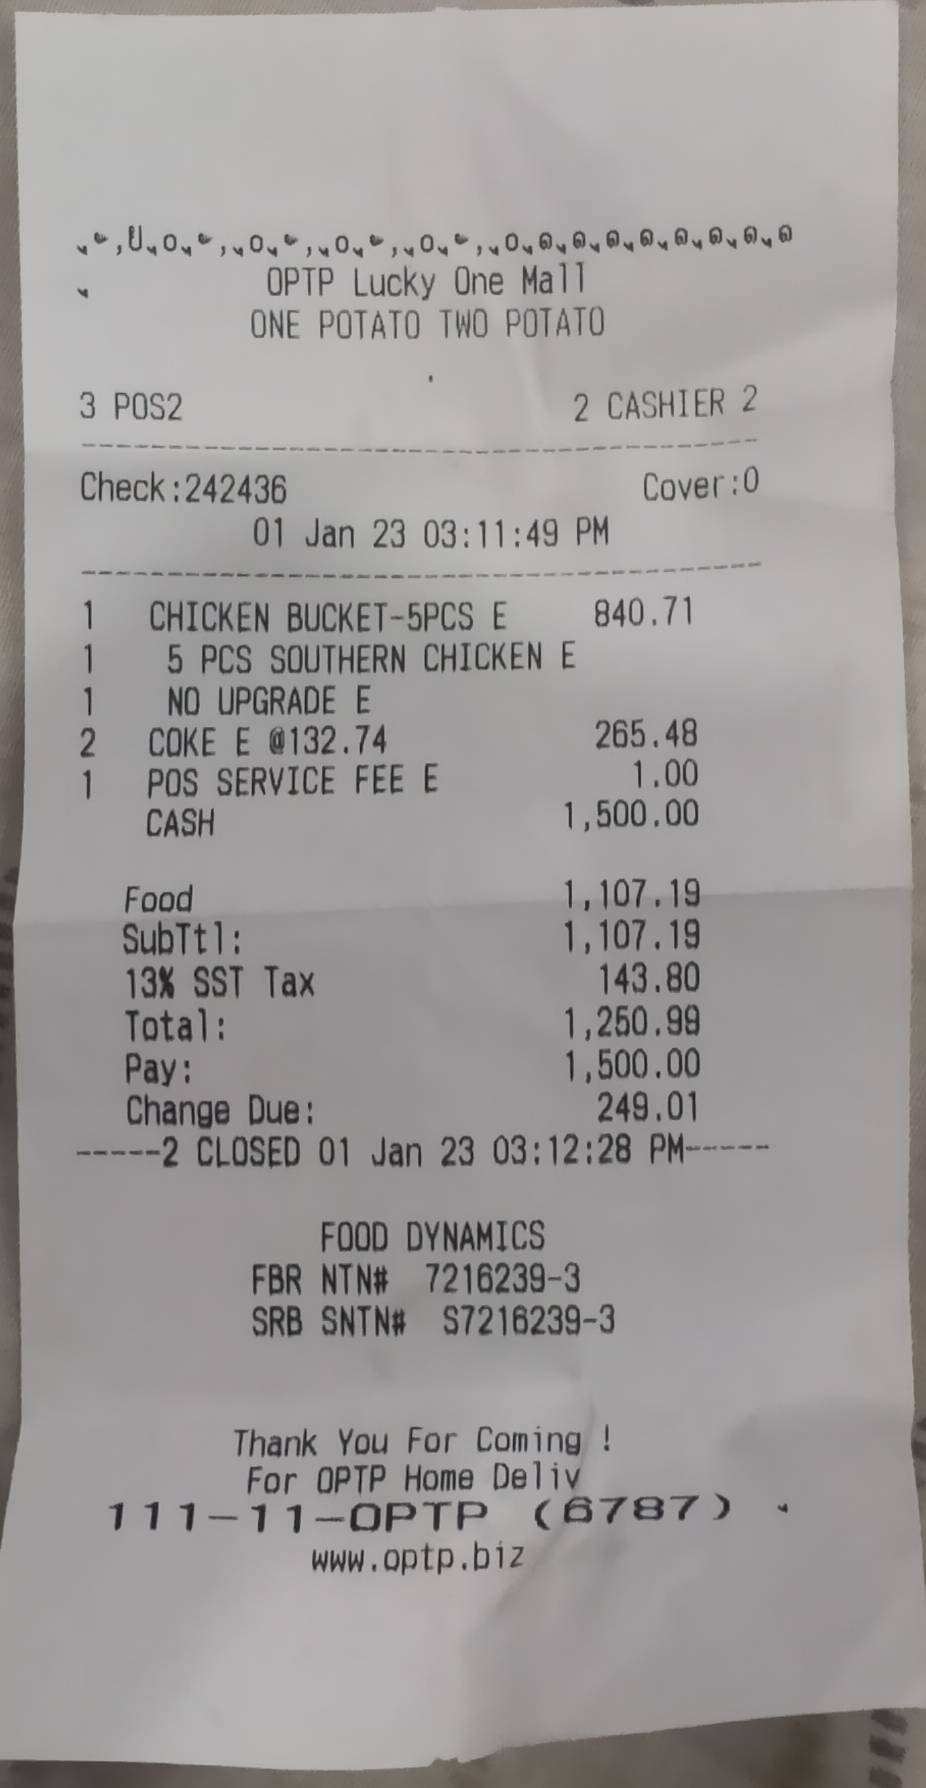 OPTP Lucky One Mall
ONE POTATO TWO POTATO
3 POS2 2 CASHIER 2
Check:242436 Cover:0
01 Jan 23 03:11:49 PM
1 CHICKEN BUCKET-5PCS E 840.71
1 5 PCS SOUTHERN CHICKEN E
1 NO UPGRADE E
2 COKE E @132.74 265.48
1 POS SERVICE FEE E 1.00
CASH 1,500.00
Food 1,107.19
SubTtl: 1,107.19
13% SST Tax 143.80
Total: 1,250.99
Pay: 1,500.00
Change Due: 249.01
-----2 CLOSED 01 Jan 23 03:12:28 PM-----
FOOD DYNAMICS
FBR NTN# 7216239-3
SRB SNTN# S7216239-3
Thank You For Coming !
For OPTP Home Deliv
111-11-OPTP (6787)
www.optp.biz